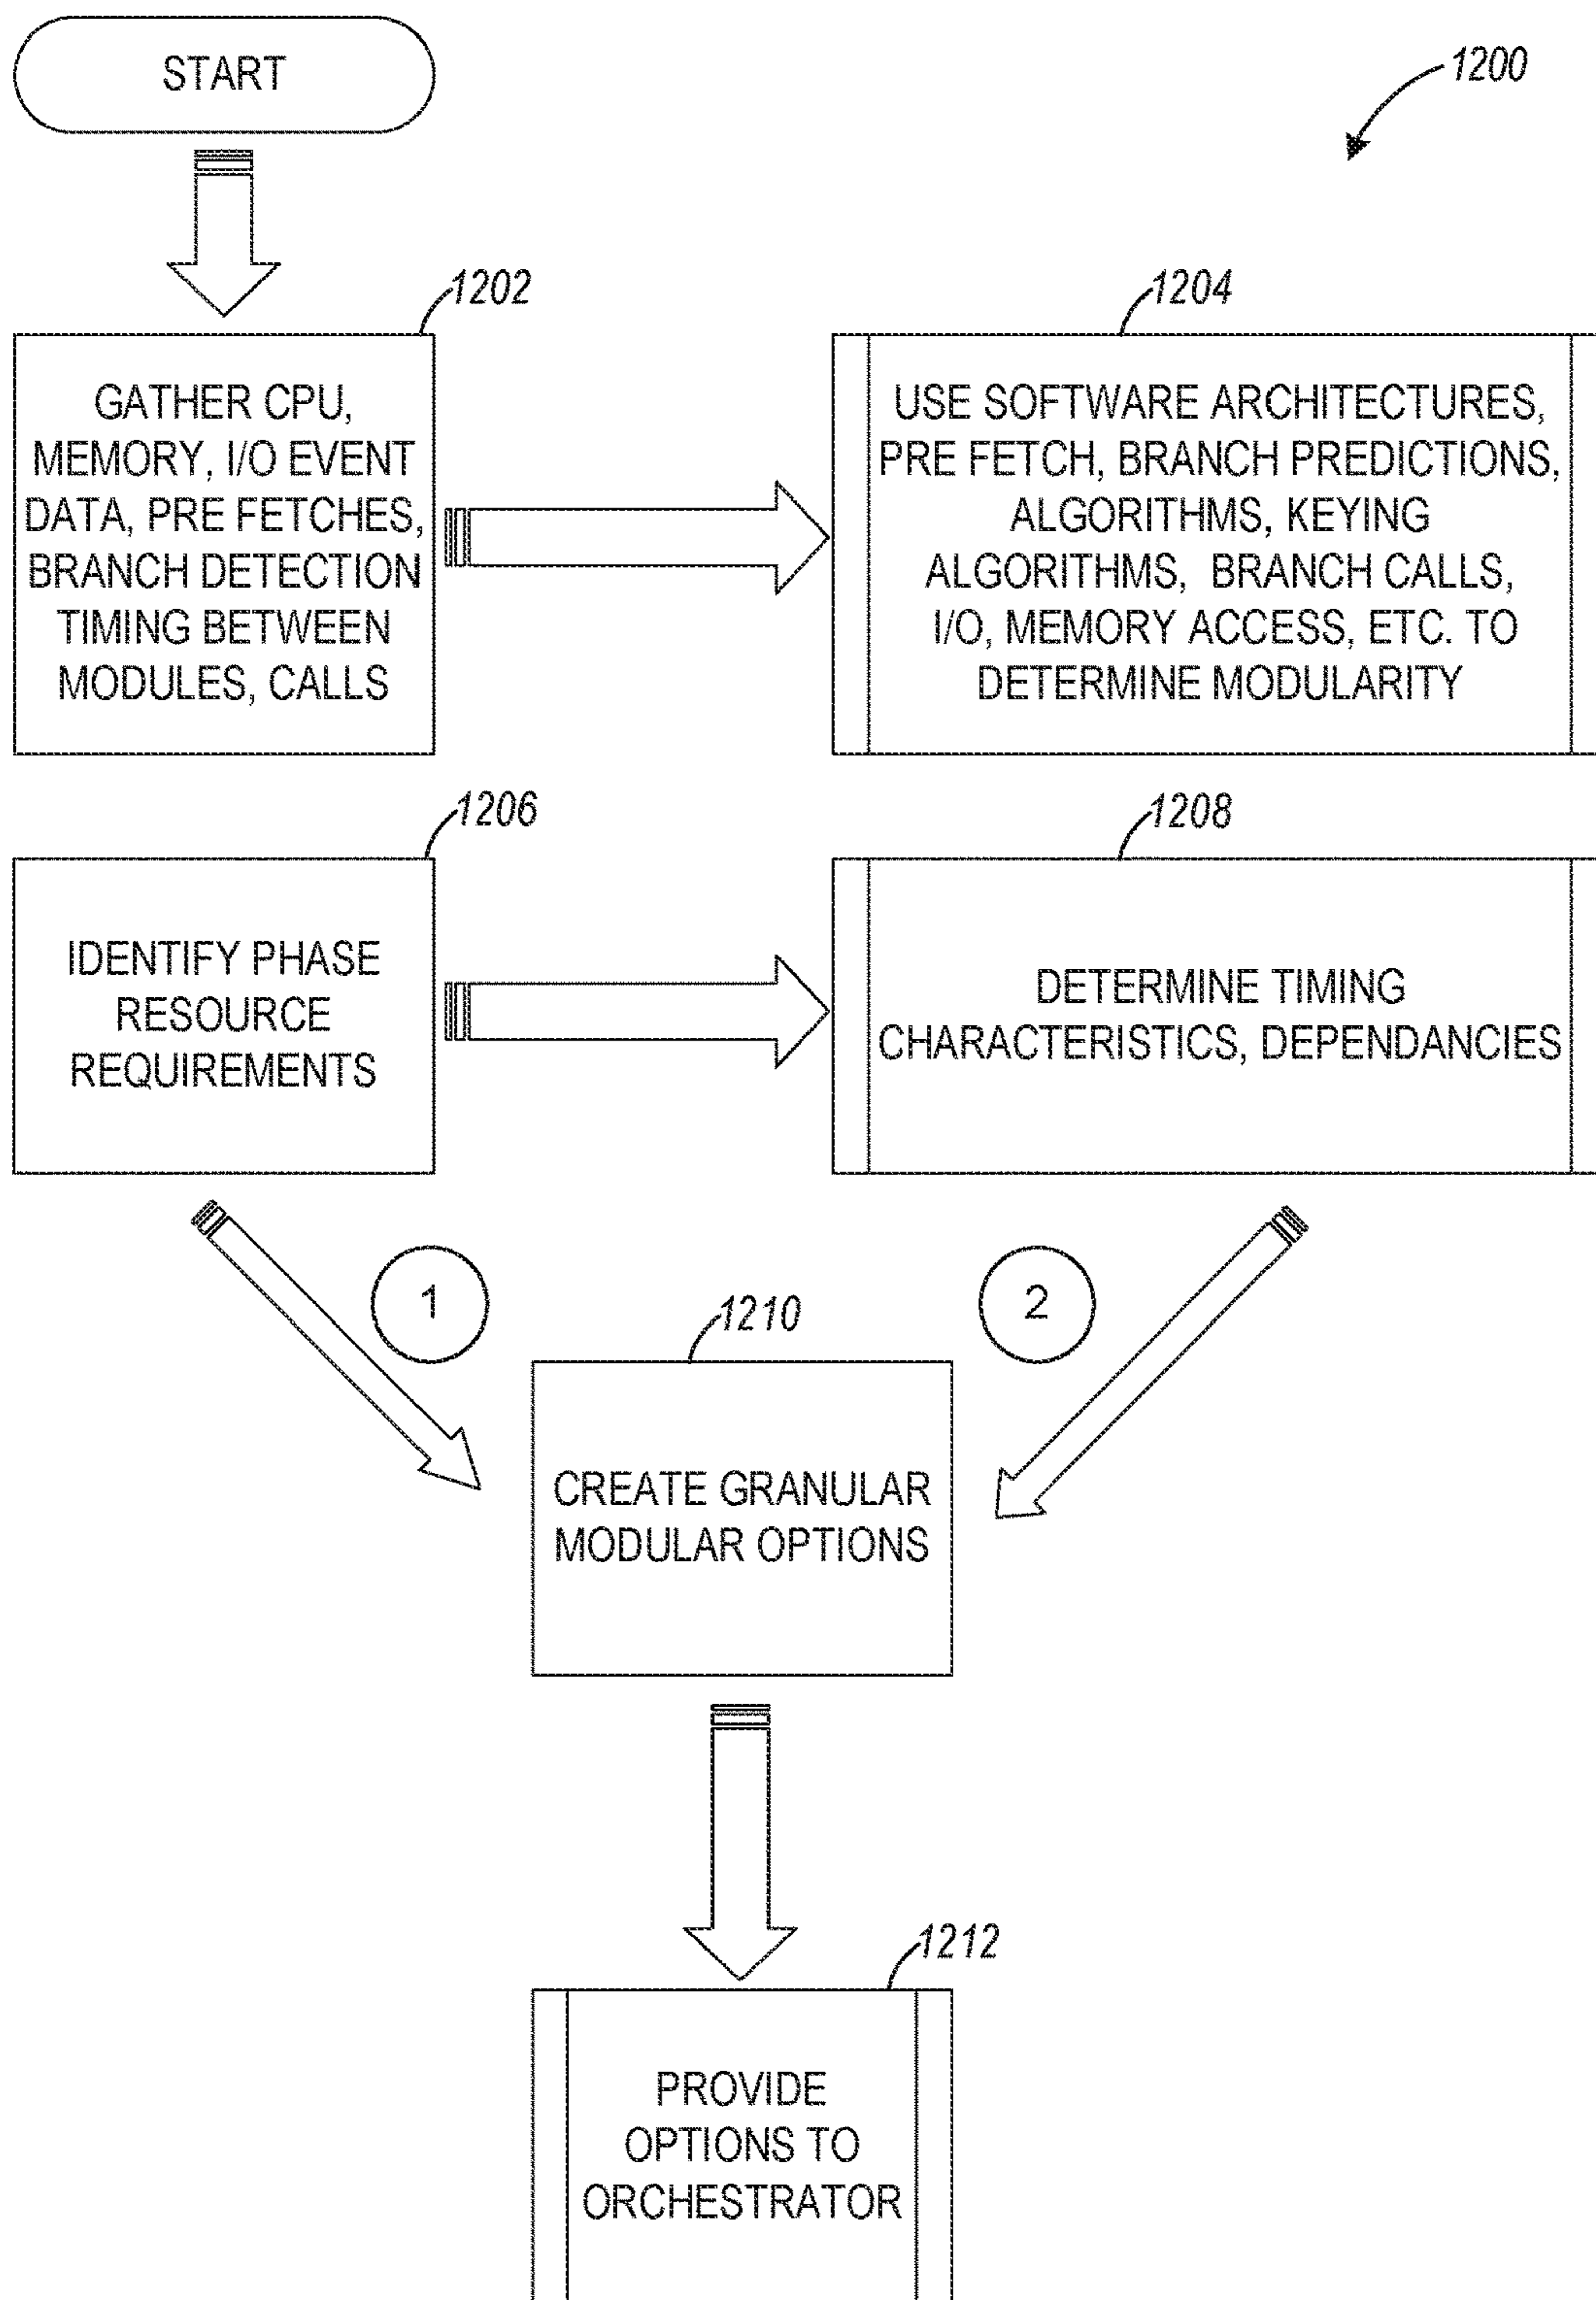 START
1200
1202
GATHER CPU,
MEMORY, I/O EVENT
DATA, PRE FETCHES,
BRANCH DETECTION
TIMING BETWEEN
MODULES, CALLS
1204
USE SOFTWARE ARCHITECTURES,
PRE FETCH, BRANCH PREDICTIONS,
ALGORITHMS, KEYING
ALGORITHMS, BRANCH CALLS,
I/O, MEMORY ACCESS, ETC. TO
DETERMINE MODULARITY
1206
IDENTIFY PHASE
RESOURCE
REQUIREMENTS
1208
DETERMINE TIMING
CHARACTERISTICS, DEPENDANCIES
1
2
1210
CREATE GRANULAR
MODULAR OPTIONS
1212
PROVIDE
OPTIONS TO
ORCHESTRATOR